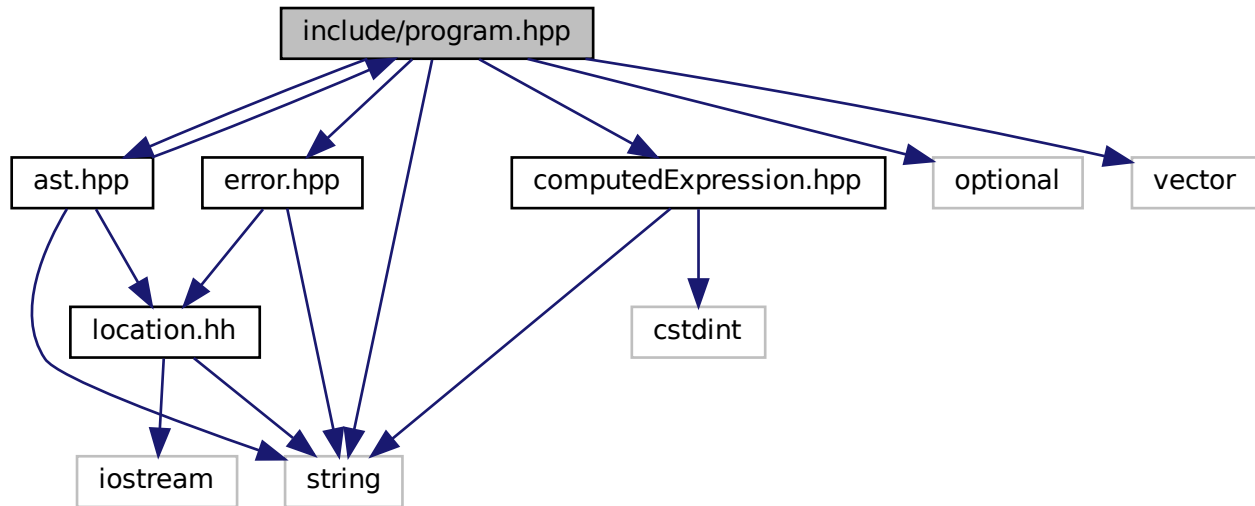 include/program.hpp
ast.hpp
error.hpp
computedExpression.hpp
optional
vector
location.hh
cstdint
iostream
string